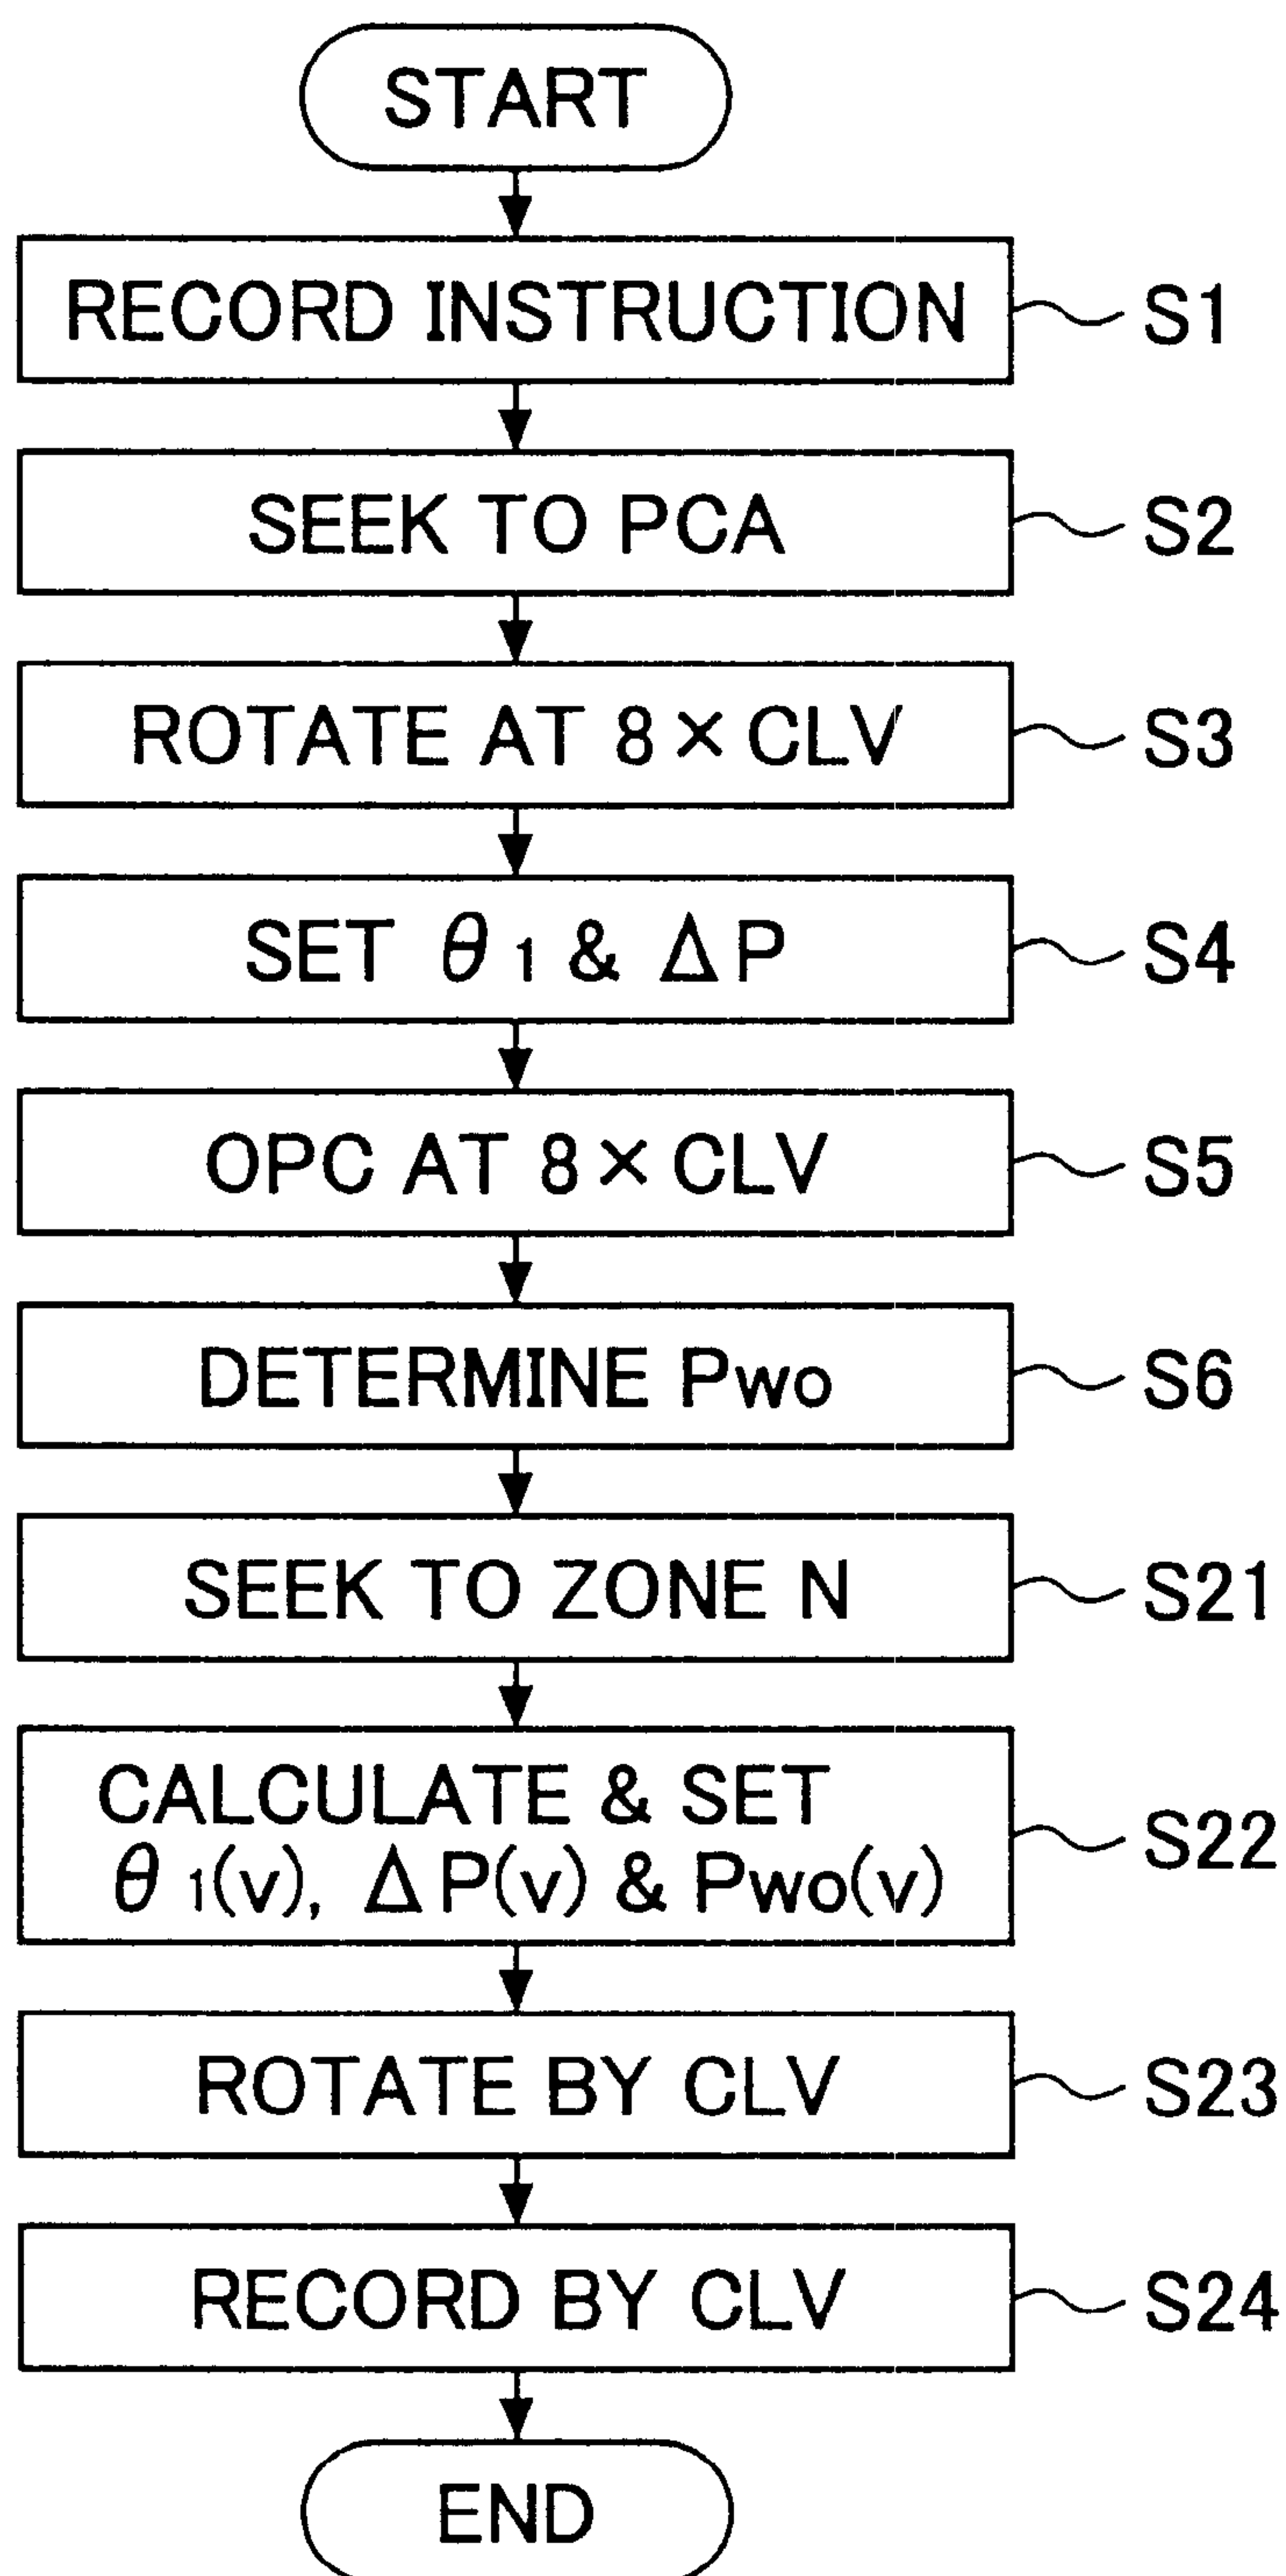 START
RECORD INSTRUCTION
S1
SEEK TO PCA
S2
ROTATE AT 8×CLV
S3
SET θ1 & ΔP
S4
OPC AT 8×CLV
S5
DETERMINE Pwo
S6
SEEK TO ZONE N
S21
CALCULATE & SET
θ1(v), ΔP(v) & Pwo(v)
S22
ROTATE BY CLV
S23
RECORD BY CLV
S24
END